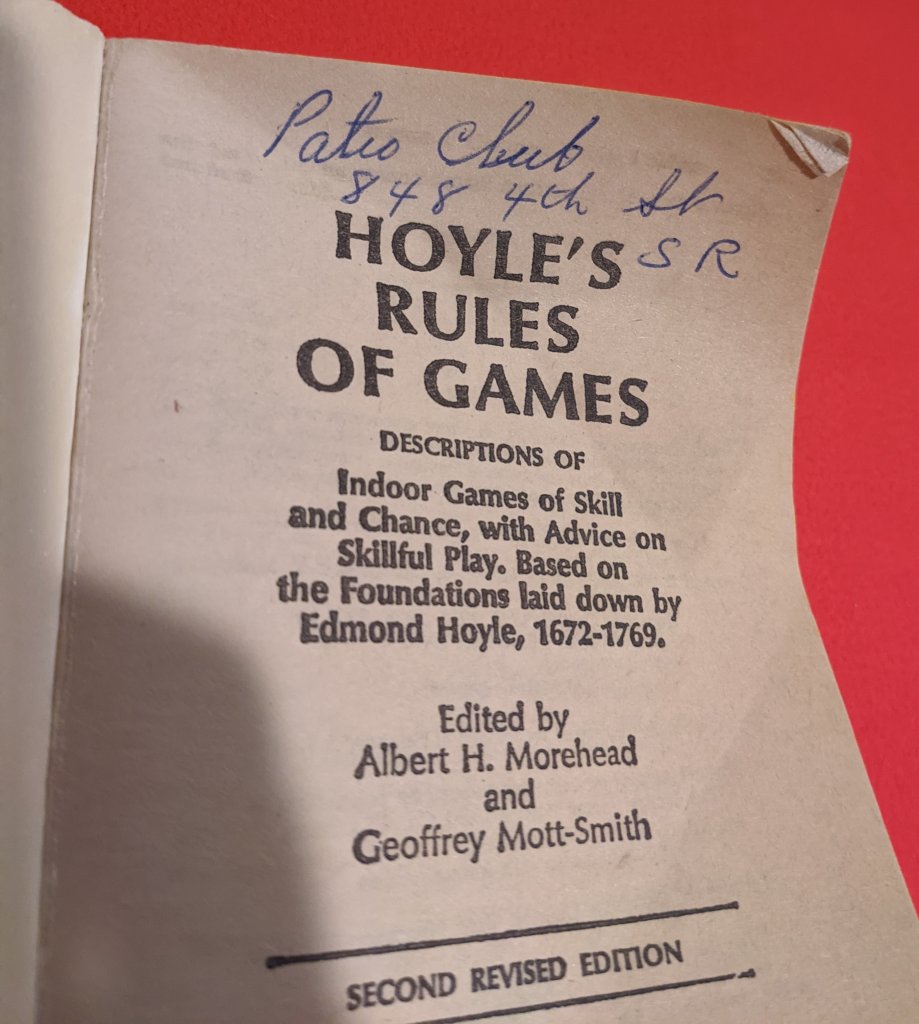 Patio Club
848 4th St
S R
HOYLE'S
RULES
OF GAMES
DESCRIPTIONS OF
Indoor Games of Skill
and Chance, with Advice on
Skillful Play. Based on
the Foundations laid down by
Edmond Hoyle, 1672-1769.
Edited by
Albert H. Morehead
and
Geoffrey Mott-Smith
SECOND REVISED EDITION